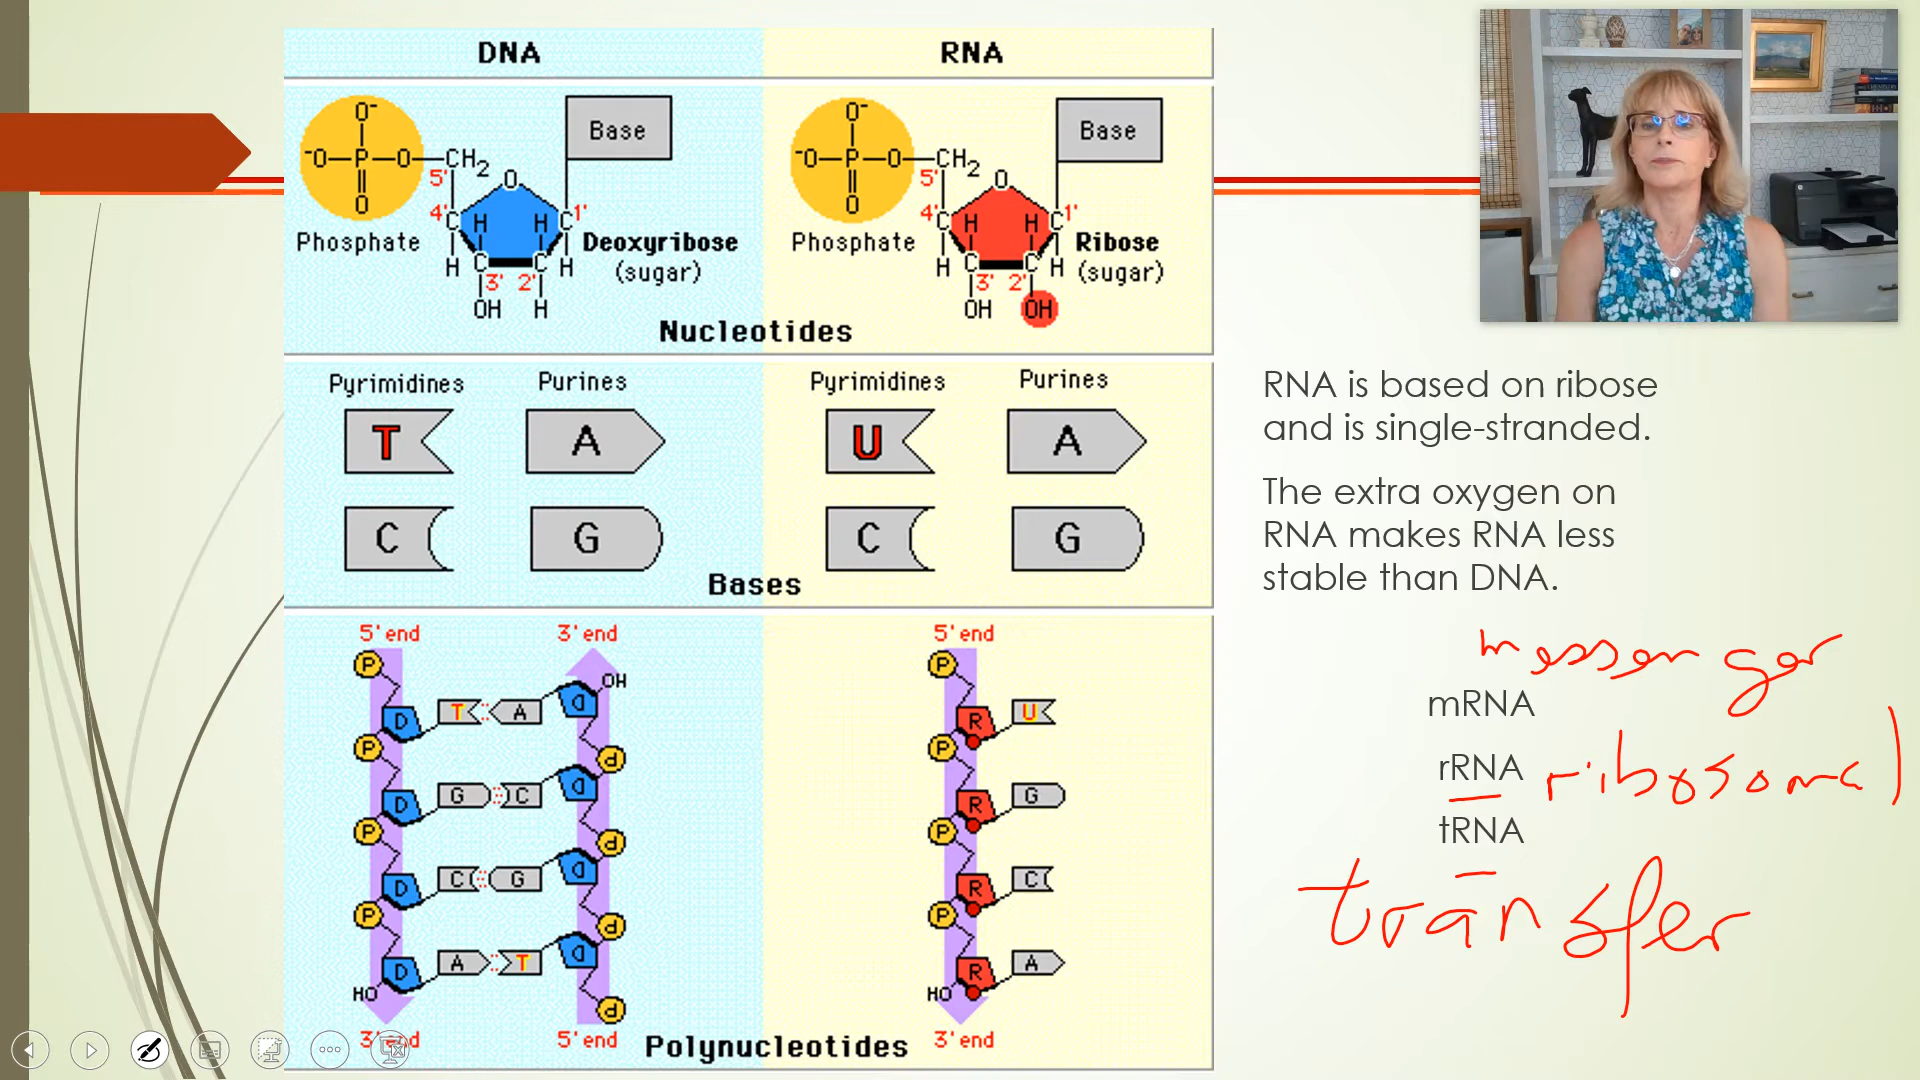 DNA RNA
O⁻ O⁻
Base Base
⁻O—P—O—CH₂ ⁻O—P—O—CH₂
5' O 5' O
O O
4' C H H C 1' 4' C H H C 1'
Phosphate Deoxyribose Phosphate Ribose
(sugar) (sugar)
H C C H H C C H
3' 2' 3' 2'
OH H OH OH
Nucleotides
Pyrimidines Purines Pyrimidines Purines
T A U A
C G C G
Bases
5' end 3' end 5' end
P OH P
D T A D R U
P P P
D G C D R G
P P P
D C G D R C
P P P
D A T D R A
HO P HO
3' end 5' end Polynucleotides 3' end
RNA is based on ribose
and is single-stranded.
The extra oxygen on
RNA makes RNA less
stable than DNA.
messenger
mRNA
rRNA ribosomal
tRNA
transfer